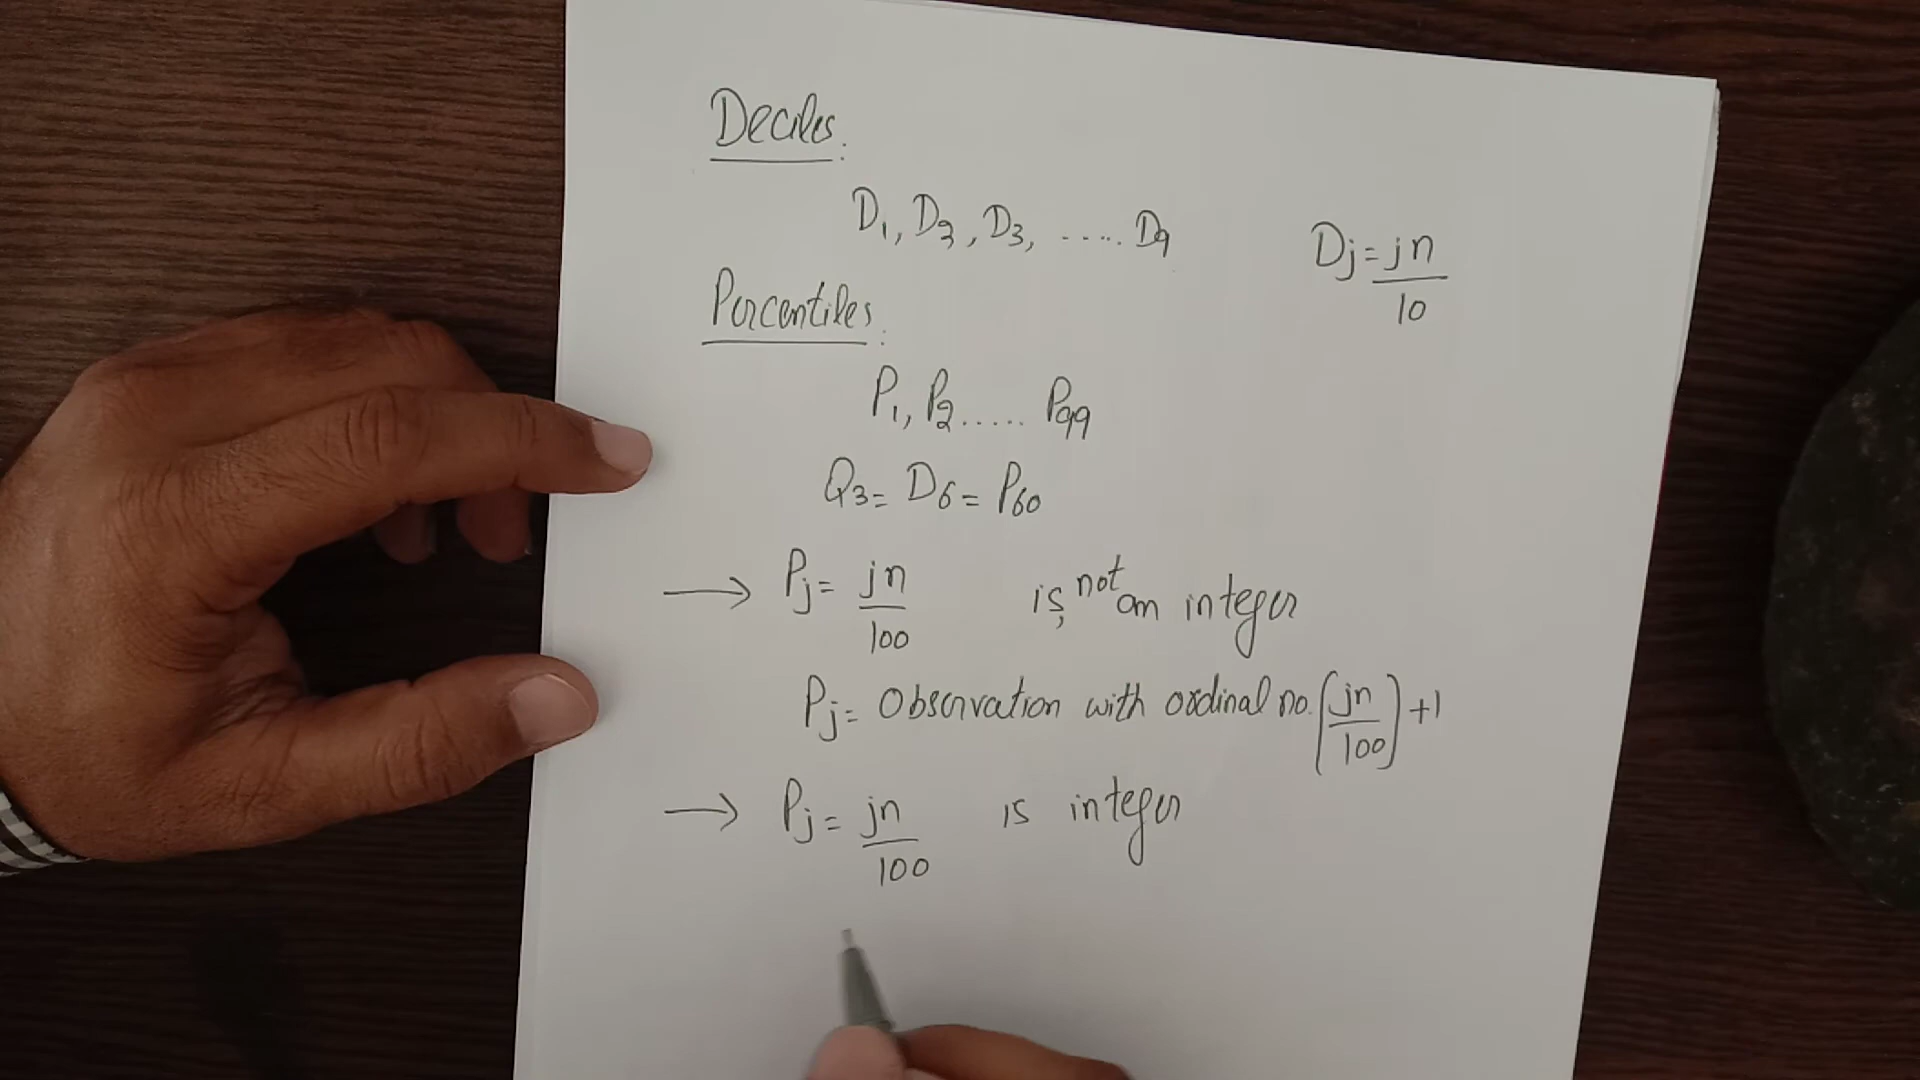 Deciles:
D₁, D₂, D₃, ..... D₉
Dj = jn/10
Percentiles:
P₁, P₂ ..... P₉₉
Q₃ = D₆ = P₆₀
→ Pj = jn/100 is, not an integer
Pj = Observation with ordinal no. [jn/100] + 1
→ Pj = jn/100 is integer